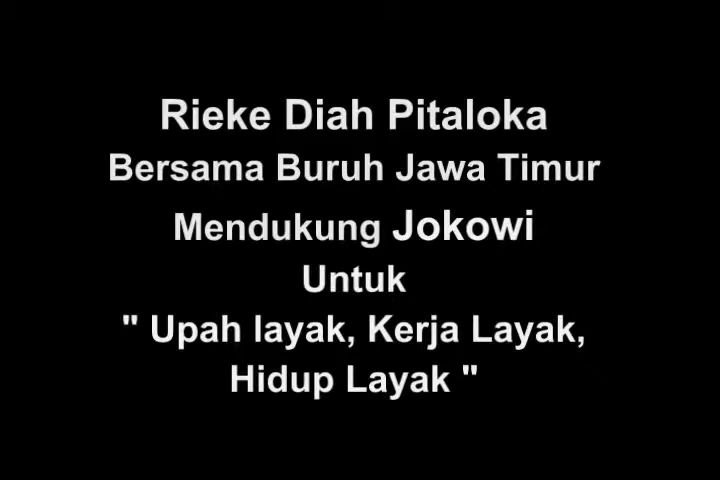 Rieke Diah Pitaloka
Bersama Buruh Jawa Timur
Mendukung Jokowi
Untuk
" Upah layak, Kerja Layak,
Hidup Layak "